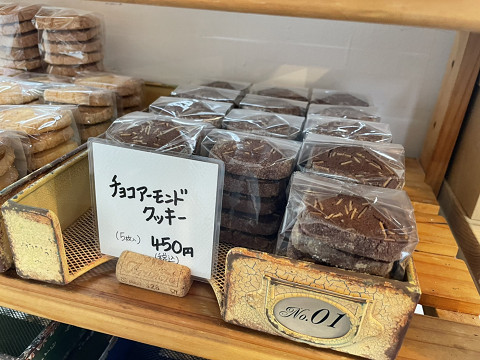 チョコアーモンド
クッキー
(5枚入) 450円
(税込)
No. 01